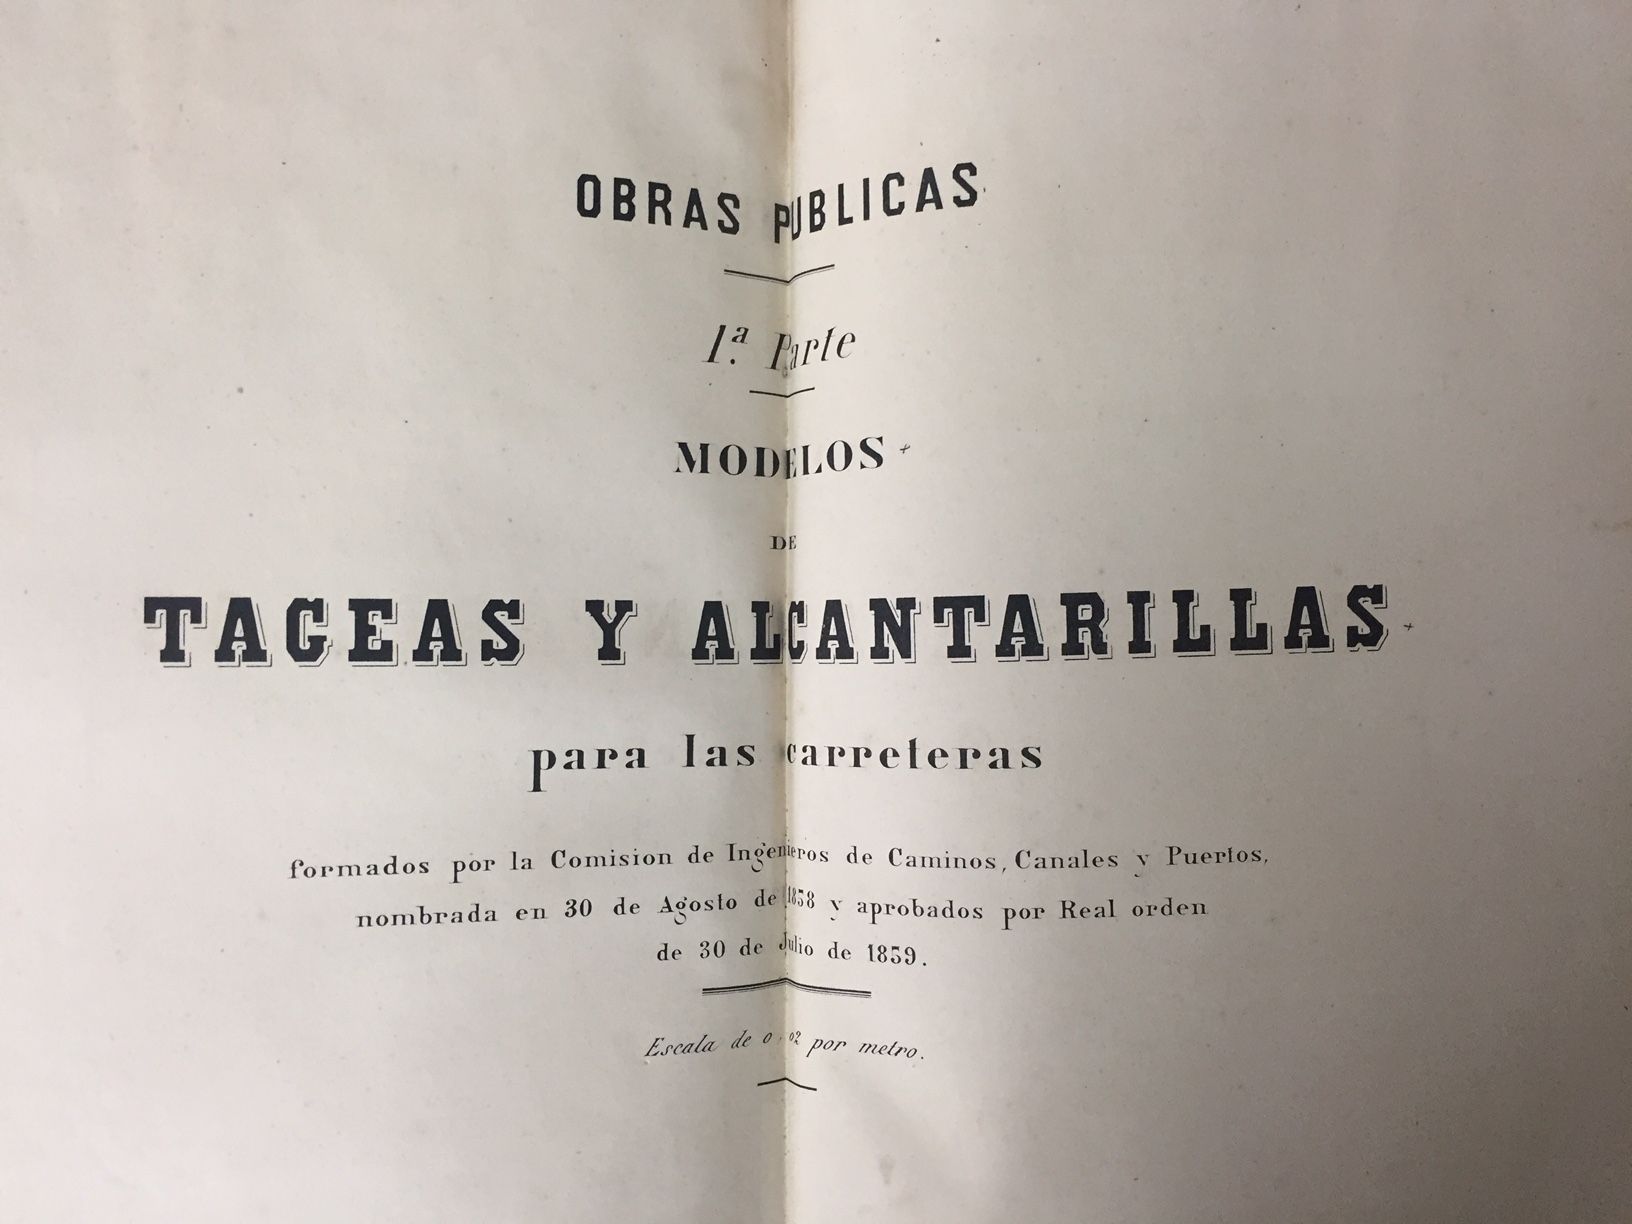 OBRAS PUBLICAS
1.ª Parte
MODELOS
DE
TAGEAS Y ALCANTARILLAS
para las carreteras
formados por la Comision de Ingenieros de Caminos, Canales y Puertos,
nombrada en 30 de Agosto de 1858 y aprobados por Real orden
de 30 de Julio de 1859.
Escala de 0,02 por metro.